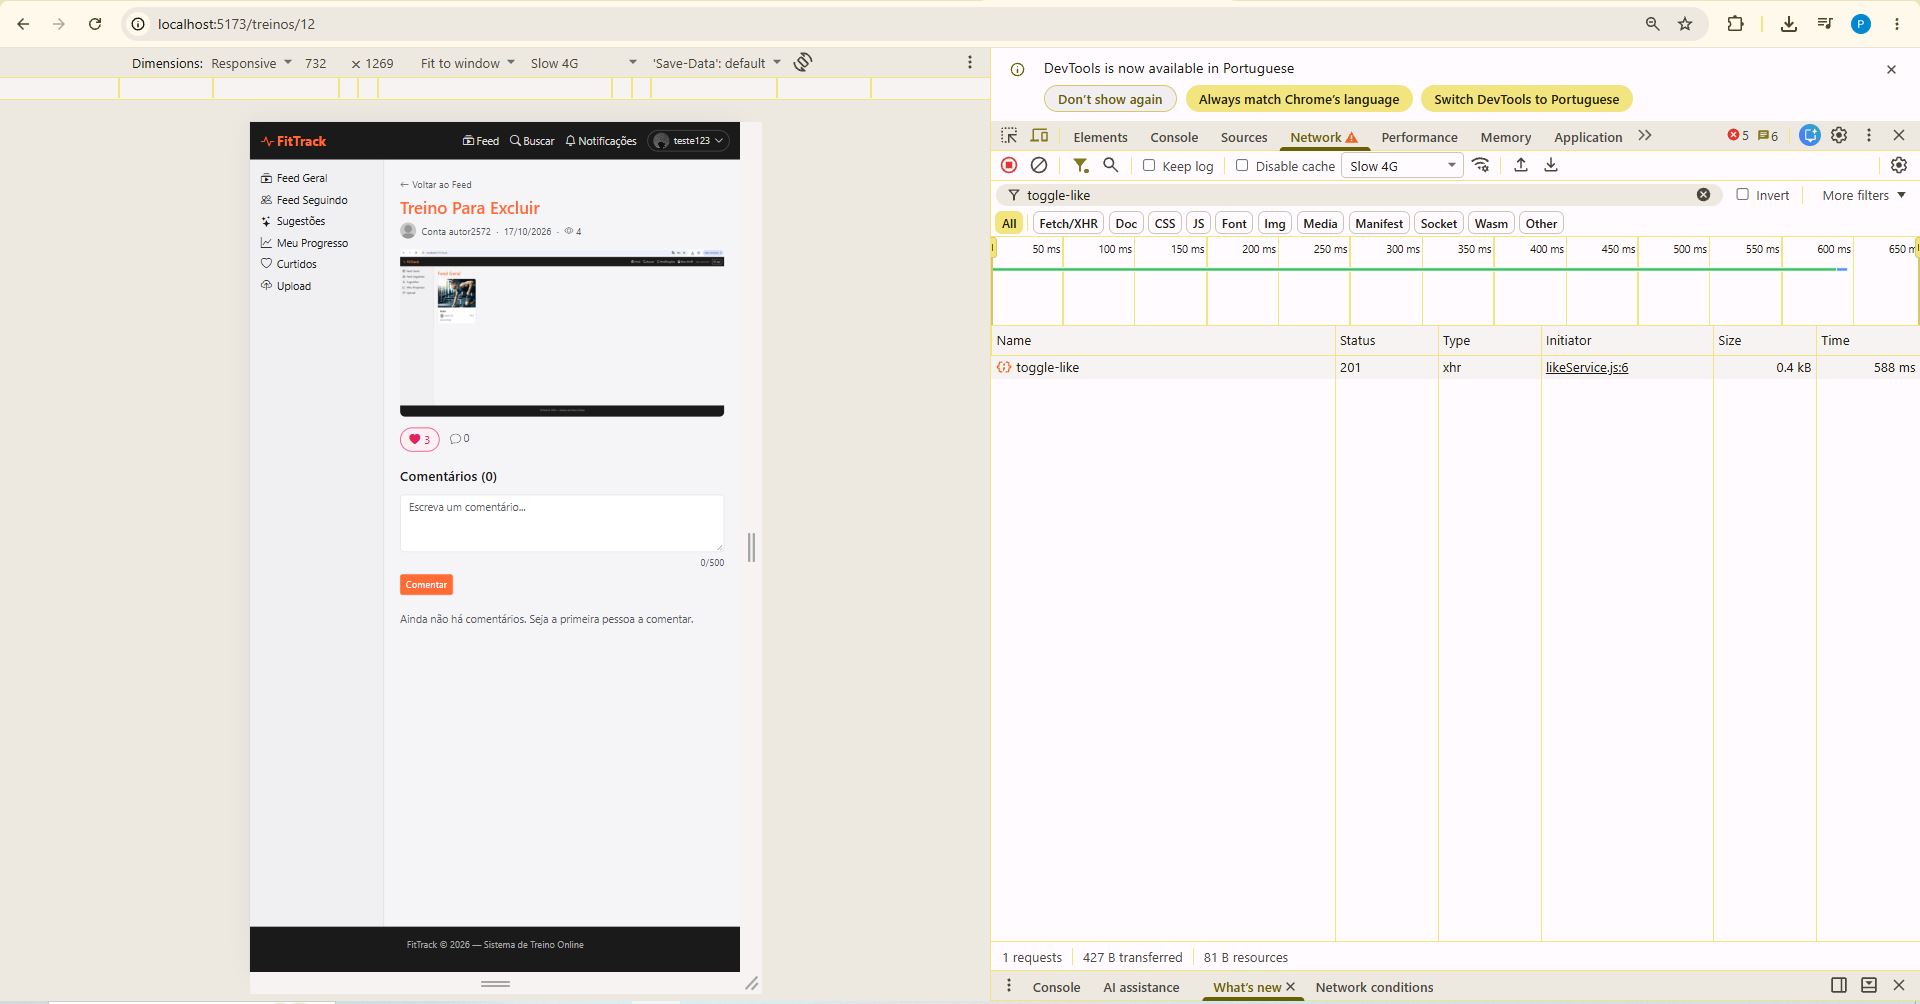 localhost:5173/treinos/12
P
Dimensions: Responsive 732 × 1269 Fit to window Slow 4G 'Save-Data': default
FitTrack
Feed Buscar Notificações teste123
Feed Geral
Feed Seguindo
Sugestões
Meu Progresso
Curtidos
Upload
← Voltar ao Feed
Treino Para Excluir
Conta autor2572 · 17/10/2026 · 4
Feed Geral
3 0
Comentários (0)
Escreva um comentário...
0/500
Comentar
Ainda não há comentários. Seja a primeira pessoa a comentar.
FitTrack © 2026 — Sistema de Treino Online
DevTools is now available in Portuguese
Don't show again Always match Chrome's language Switch DevTools to Portuguese
Elements Console Sources Network Performance Memory Application 5 6
Keep log Disable cache Slow 4G
toggle-like Invert More filters
All Fetch/XHR Doc CSS JS Font Img Media Manifest Socket Wasm Other
50 ms 100 ms 150 ms 200 ms 250 ms 300 ms 350 ms 400 ms 450 ms 500 ms 550 ms 600 ms 650 m
Name Status Type Initiator Size Time
toggle-like 201 xhr likeService.js:6 0.4 kB 588 ms
1 requests 427 B transferred 81 B resources
Console AI assistance What's new Network conditions